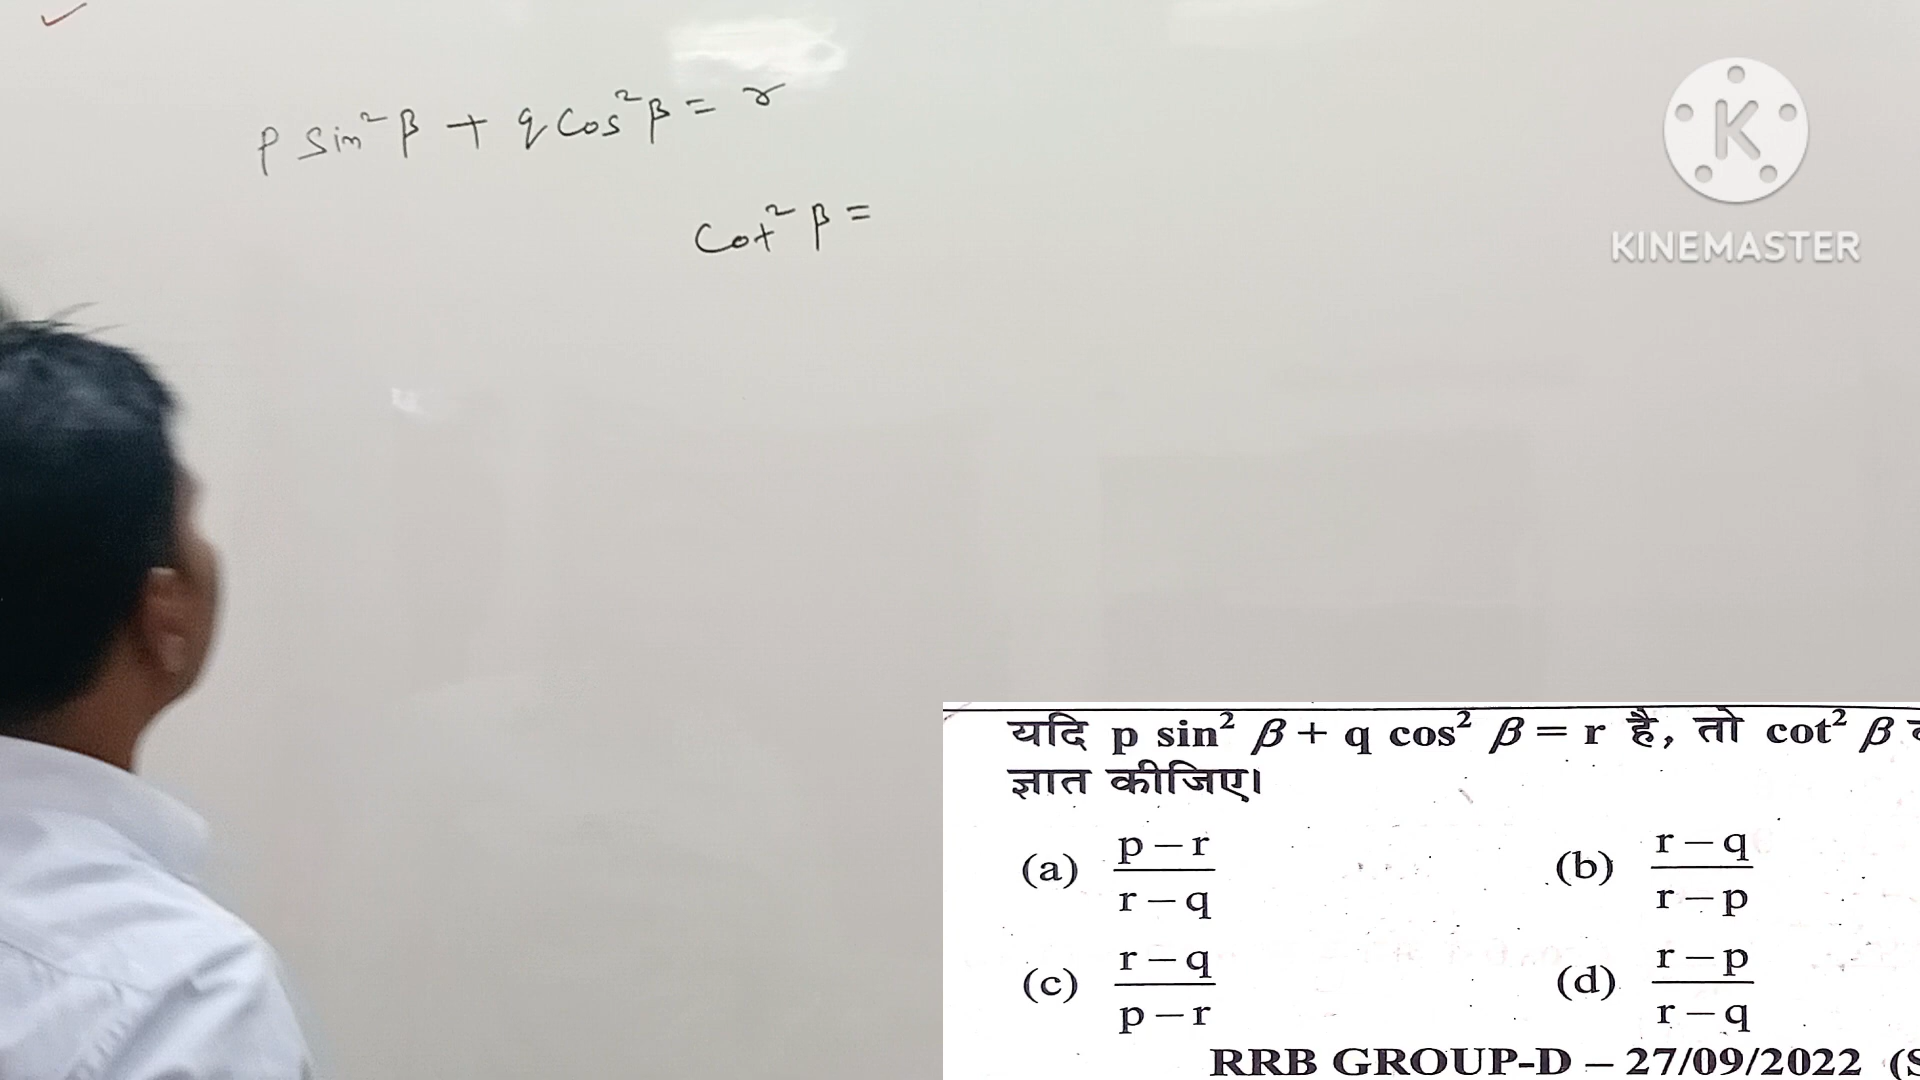 p sin² β + q cos² β = r
cot² β =
K
KINEMASTER
यदि p sin² β + q cos² β = r है, तो cot² β
ज्ञात कीजिए।
(a) p – r / r – q (b) r – q / r – p
(c) r – q / p – r (d) r – p / r – q
RRB GROUP-D – 27/09/2022 (S